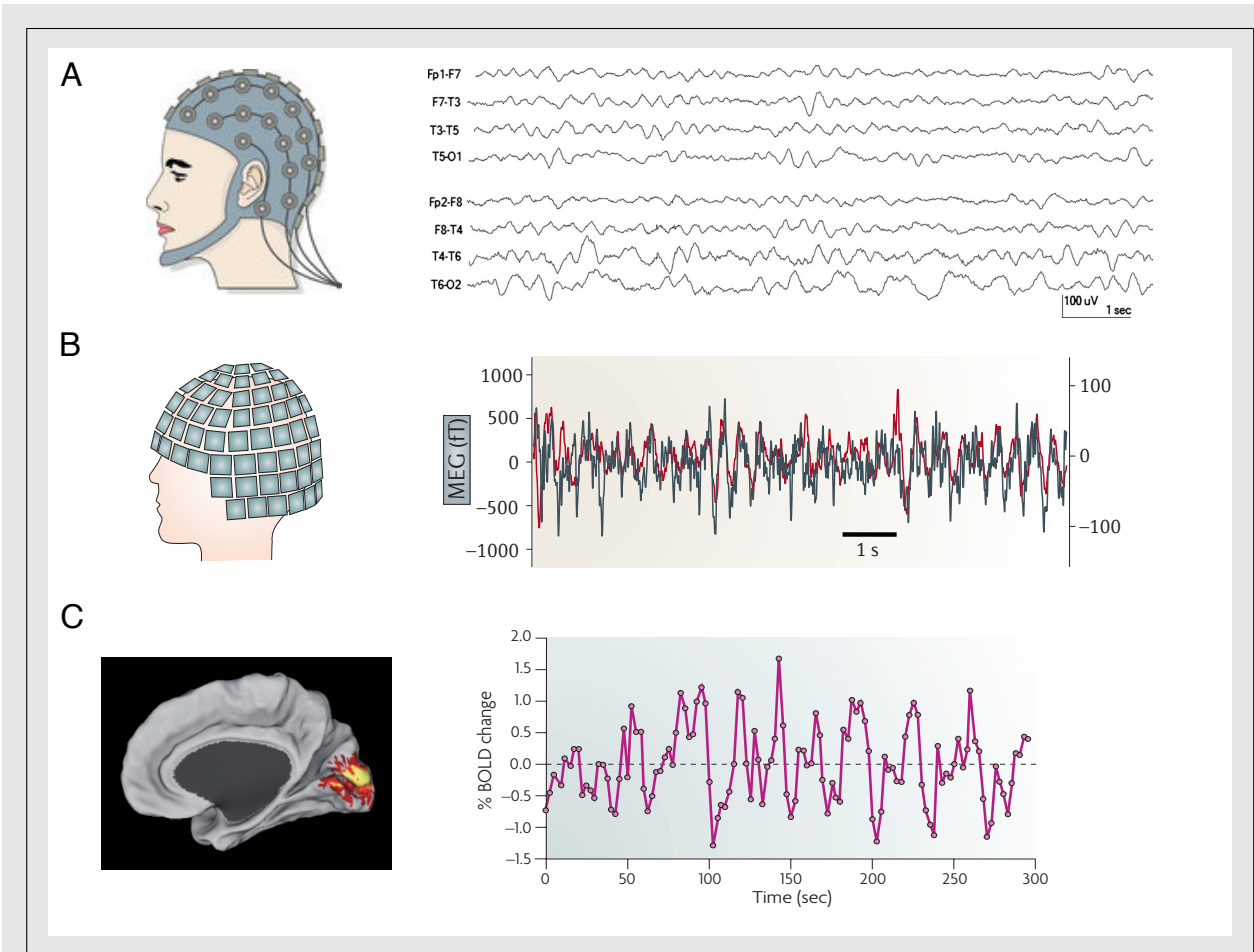 A
Fp1-F7
F7-T3
T3-T5
T5-O1
Fp2-F8
F8-T4
T4-T6
T6-O2
100 uV
1 sec
B
MEG (fT)
1000
500
0
−500
−1000
100
0
−100
1 s
C
% BOLD change
2.0
1.5
1.0
0.5
0.0
−0.5
−1.0
−1.5
0 50 100 150 200 250 300
Time (sec)